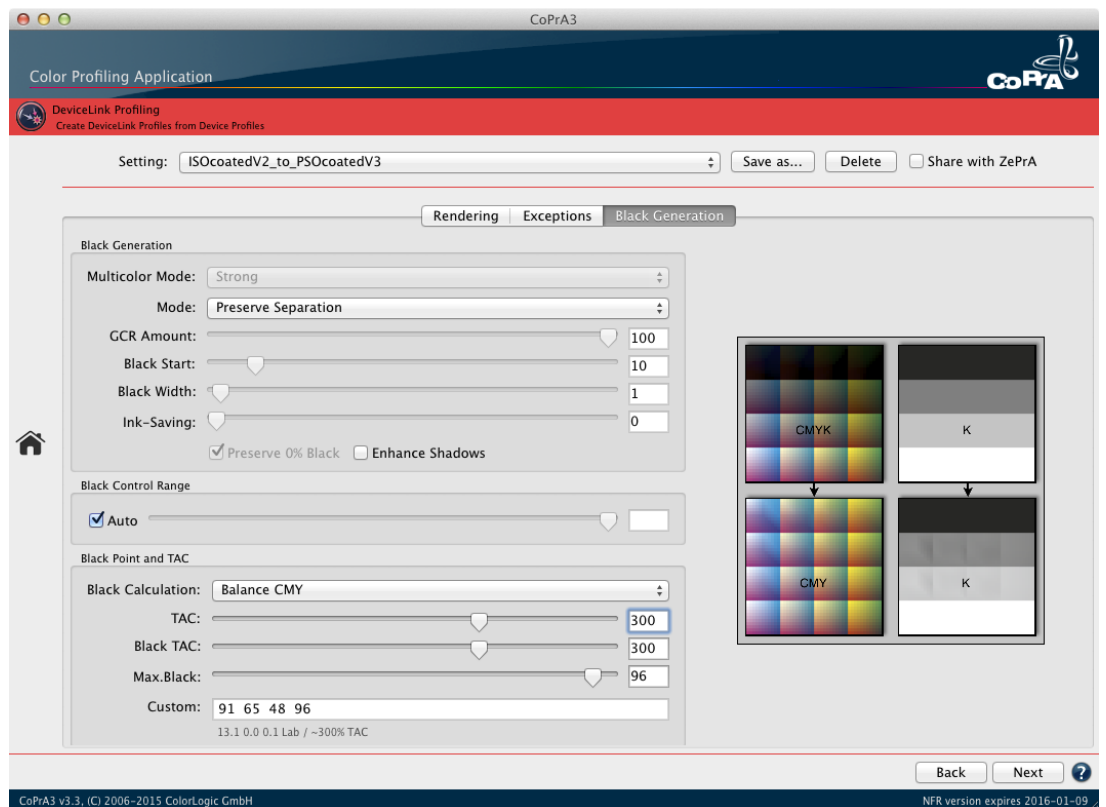 CoPrA3
Color Profiling Application
CoPrA
DeviceLink Profiling
Create DeviceLink Profiles from Device Profiles
Setting: ISOcoatedV2_to_PSOcoatedV3 Save as... Delete Share with ZePrA
Rendering Exceptions Black Generation
Black Generation
Multicolor Mode: Strong
Mode: Preserve Separation
GCR Amount: 100
Black Start: 10
Black Width: 1
Ink-Saving: 0
Preserve 0% Black Enhance Shadows
Black Control Range
Auto
Black Point and TAC
Black Calculation: Balance CMY
TAC: 300
Black TAC: 300
Max.Black: 96
Custom: 91 65 48 96
13.1 0.0 0.1 Lab / ~300% TAC
CMYK K
CMY K
Back Next ?
CoPrA3 v3.3, (C) 2006-2015 ColorLogic GmbH NFR version expires 2016-01-09